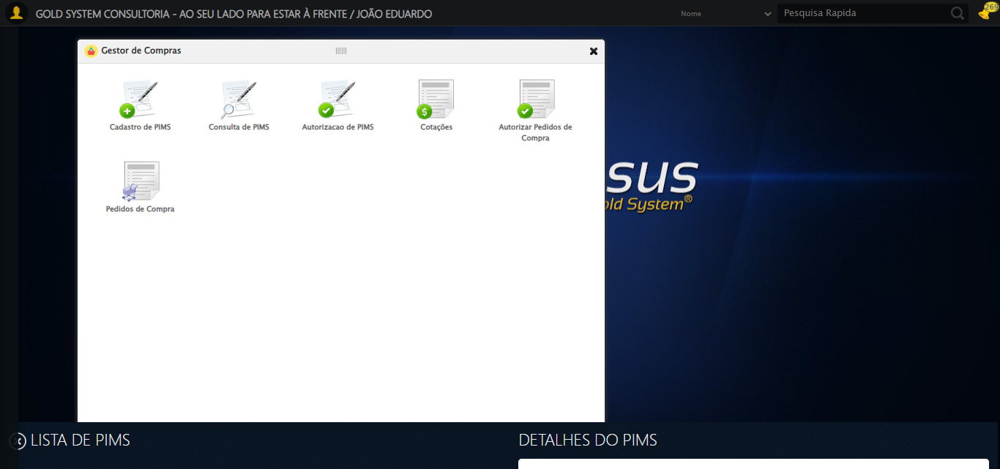 GOLD SYSTEM CONSULTORIA - AO SEU LADO PARA ESTAR À FRENTE / JOÃO EDUARDO
Nome
Pesquisa Rapida
269
Gestor de Compras
Cadastro de PIMS
Consulta de PIMS
Autorizacao de PIMS
Cotações
Autorizar Pedidos de
Compra
Pedidos de Compra
sus
old System®
LISTA DE PIMS
DETALHES DO PIMS